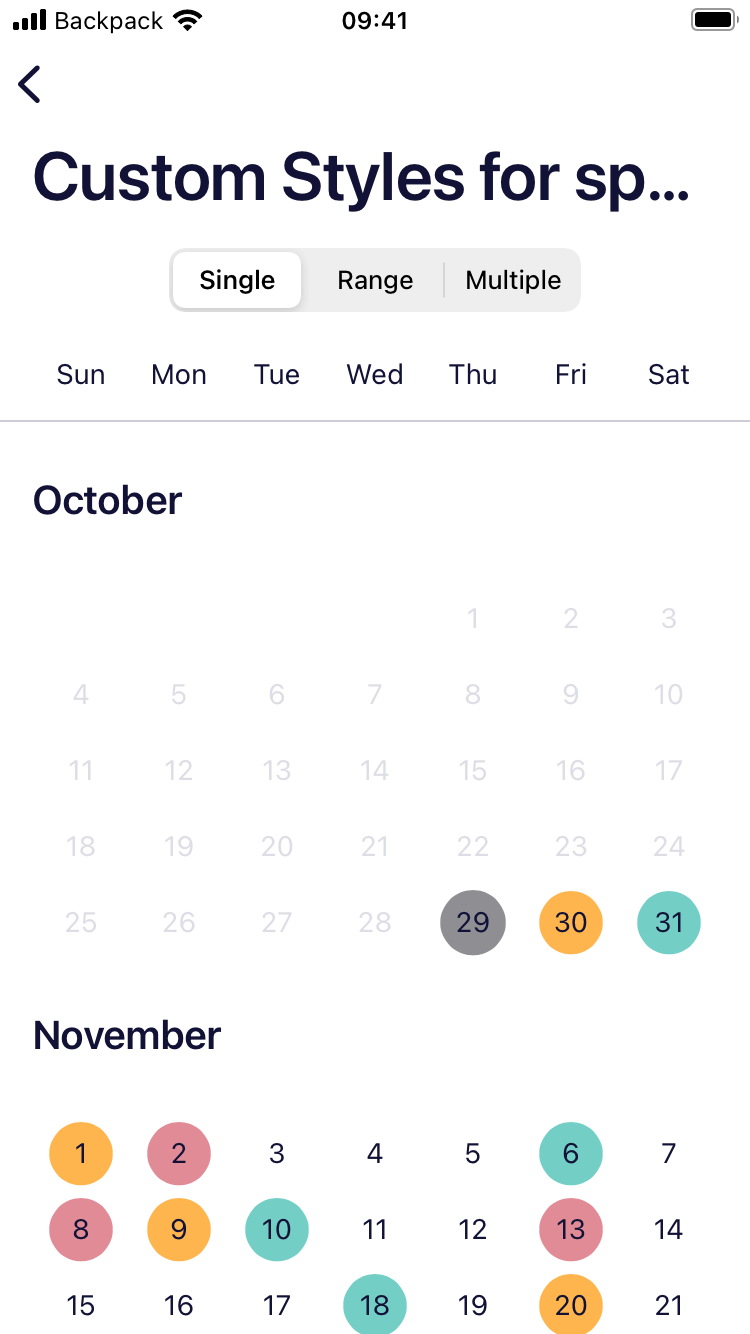 Backpack 09:41
Custom Styles for sp...
Single Range Multiple
Sun Mon Tue Wed Thu Fri Sat
October
1 2 3
4 5 6 7 8 9 10
11 12 13 14 15 16 17
18 19 20 21 22 23 24
25 26 27 28 29 30 31
November
1 2 3 4 5 6 7
8 9 10 11 12 13 14
15 16 17 18 19 20 21